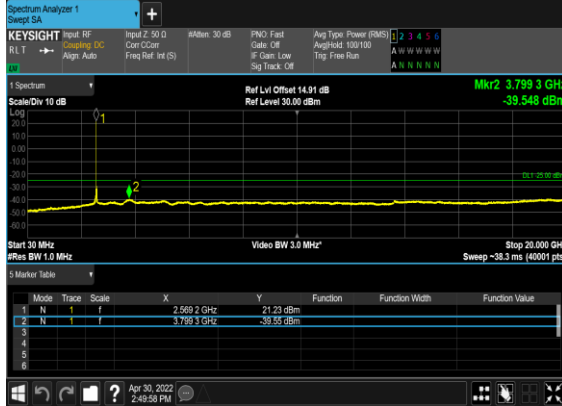 Spectrum Analyzer 1
Swept SA
+
KEYSIGHT Input: RF Input Z: 50 Ω #Atten: 30 dB PNO: Fast Avg Type: Power (RMS) 1 2 3 4 5 6
RLT Coupling: DC Corr CCorr Gate: Off Avg|Hold: 100/100 A W W W W W
Align: Auto Freq Ref: Int (S) IF Gain: Low Trig: Free Run
LXI Sig Track: Off A N N N N N
1 Spectrum Ref Lvl Offset 14.91 dB Mkr2 3.799 3 GHz
Scale/Div 10 dB Ref Level 30.00 dBm -39.548 dBm
Log
20.0
10.0
0.00
-10.0
-20.0
-30.0
-40.0
-50.0
-60.0
1
2
DL1 -25.00 dBm
Start 30 MHz Video BW 3.0 MHz* Stop 20.000 GHz
#Res BW 1.0 MHz Sweep ~38.3 ms (40001 pts)
5 Marker Table
Mode Trace Scale X Y Function Function Width Function Value
1 N 1 f 2.569 2 GHz 21.23 dBm
2 N 1 f 3.799 3 GHz -39.55 dBm
3
4
5
6
? Apr 30, 2022
2:49:58 PM